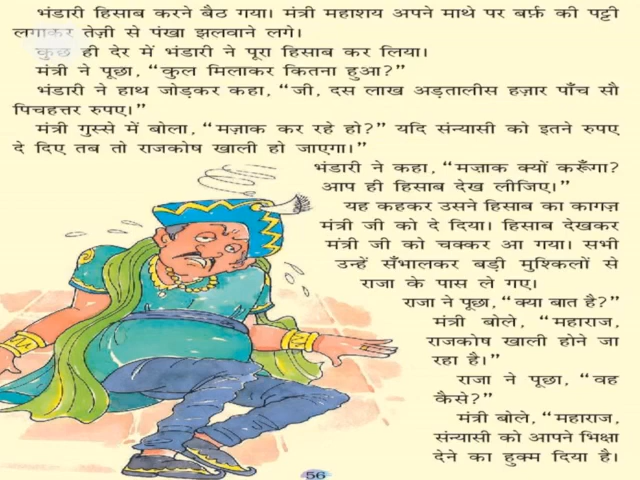 भंडारी हिसाब करने बैठ गया। मंत्री महाशय अपने माथे पर बर्फ़ की पट्टी
लगाकर तेज़ी से पंखा झलवाने लगे।
कुछ ही देर में भंडारी ने पूरा हिसाब कर लिया।
मंत्री ने पूछा, “कुल मिलाकर कितना हुआ?”
भंडारी ने हाथ जोड़कर कहा, “जी, दस लाख अड़तालीस हज़ार पाँच सौ
पिचहत्तर रुपए।”
मंत्री गुस्से में बोला, “मज़ाक कर रहे हो?” यदि संन्यासी को इतने रुपए
दे दिए तब तो राजकोष खाली हो जाएगा।”
भंडारी ने कहा, “मज़ाक क्यों करूँगा?
आप ही हिसाब देख लीजिए।”
यह कहकर उसने हिसाब का कागज़
मंत्री जी को दे दिया। हिसाब देखकर
मंत्री जी को चक्कर आ गया। सभी
उन्हें सँभालकर बड़ी मुश्किलों से
राजा के पास ले गए।
राजा ने पूछा, “क्या बात है?”
मंत्री बोले, “महाराज,
राजकोष खाली होने जा
रहा है।”
राजा ने पूछा, “वह
कैसे?”
मंत्री बोले, “महाराज,
संन्यासी को आपने भिक्षा
देने का हुक्म दिया है।
56